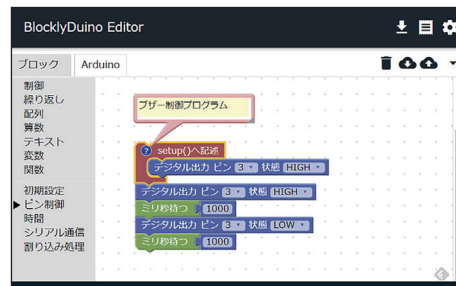 BlocklyDuino Editor
ブロック Arduino
制御
繰り返し
配列
算数
テキスト
変数
関数
初期設定
ピン制御
時間
シリアル通信
割り込み処理
ブザー制御プログラム
? setup()へ記述
デジタル出力 ピン 3 状態 HIGH
デジタル出力 ピン 3 状態 HIGH
ミリ秒待つ 1000
デジタル出力 ピン 3 状態 LOW
ミリ秒待つ 1000